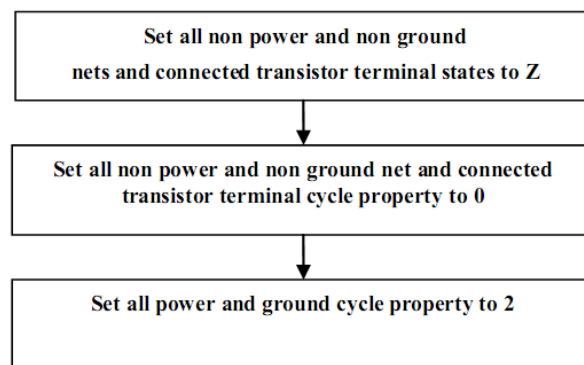 Set all non power and non ground
nets and connected transistor terminal states to Z
Set all non power and non ground net and connected
transistor terminal cycle property to 0
Set all power and ground cycle property to 2